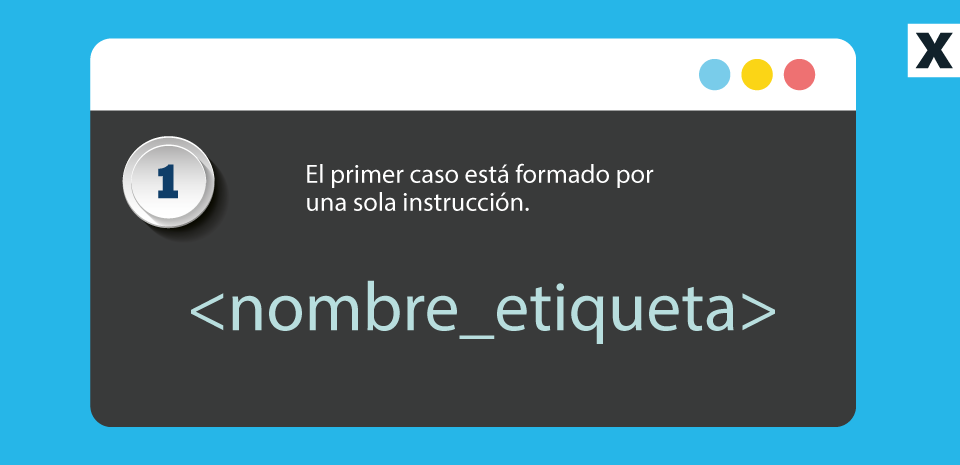 X
1
El primer caso está formado por
una sola instrucción.
<nombre_etiqueta>